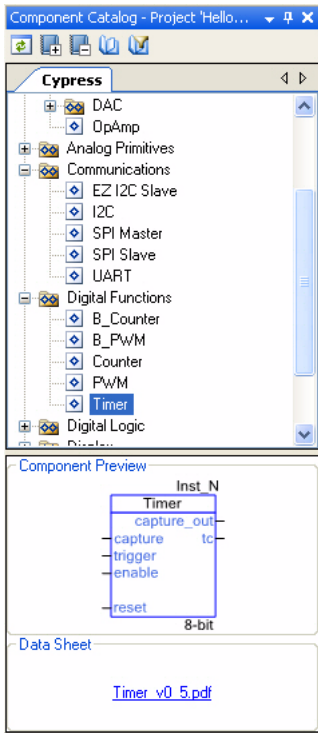 Component Catalog - Project 'Hello...
Cypress
DAC
OpAmp
Analog Primitives
Communications
EZ I2C Slave
I2C
SPI Master
SPI Slave
UART
Digital Functions
B_Counter
B_PWM
Counter
PWM
Timer
Digital Logic
Display
Component Preview
Inst_N
Timer
capture_out
capture tc
trigger
enable
reset
8-bit
Data Sheet
Timer_v0_5.pdf